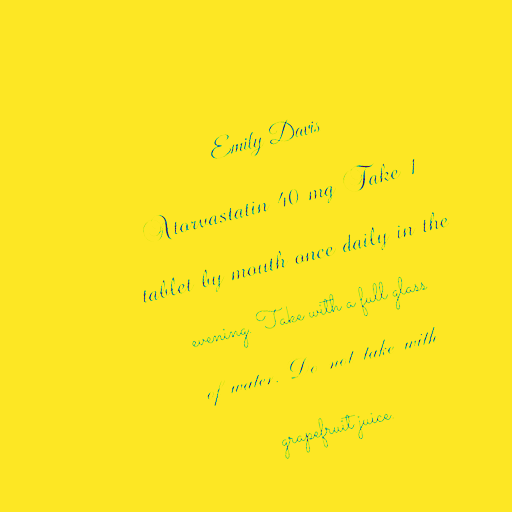 Emily Davis
Atorvastatin 40 mg Take 1
tablet by mouth once daily in the
evening. Take with a full glass
of water. Do not take with
grapefruit juice